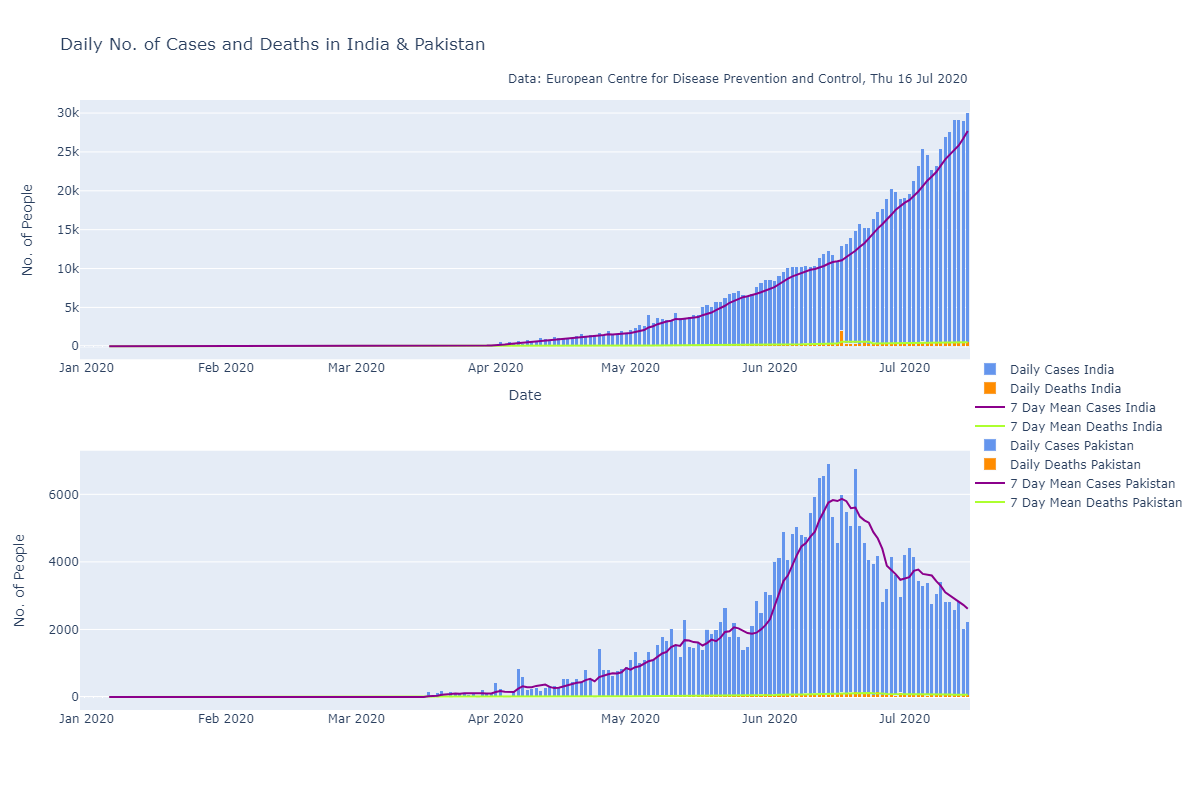 Daily No. of Cases and Deaths in India & Pakistan
Data: European Centre for Disease Prevention and Control, Thu 16 Jul 2020
30k
25k
20k
15k
10k
5k
0
No. of People
Jan 2020 Feb 2020 Mar 2020 Apr 2020 May 2020 Jun 2020 Jul 2020
Date
Daily Cases India
Daily Deaths India
7 Day Mean Cases India
7 Day Mean Deaths India
Daily Cases Pakistan
Daily Deaths Pakistan
7 Day Mean Cases Pakistan
7 Day Mean Deaths Pakistan
6000
4000
2000
0
No. of People
Jan 2020 Feb 2020 Mar 2020 Apr 2020 May 2020 Jun 2020 Jul 2020